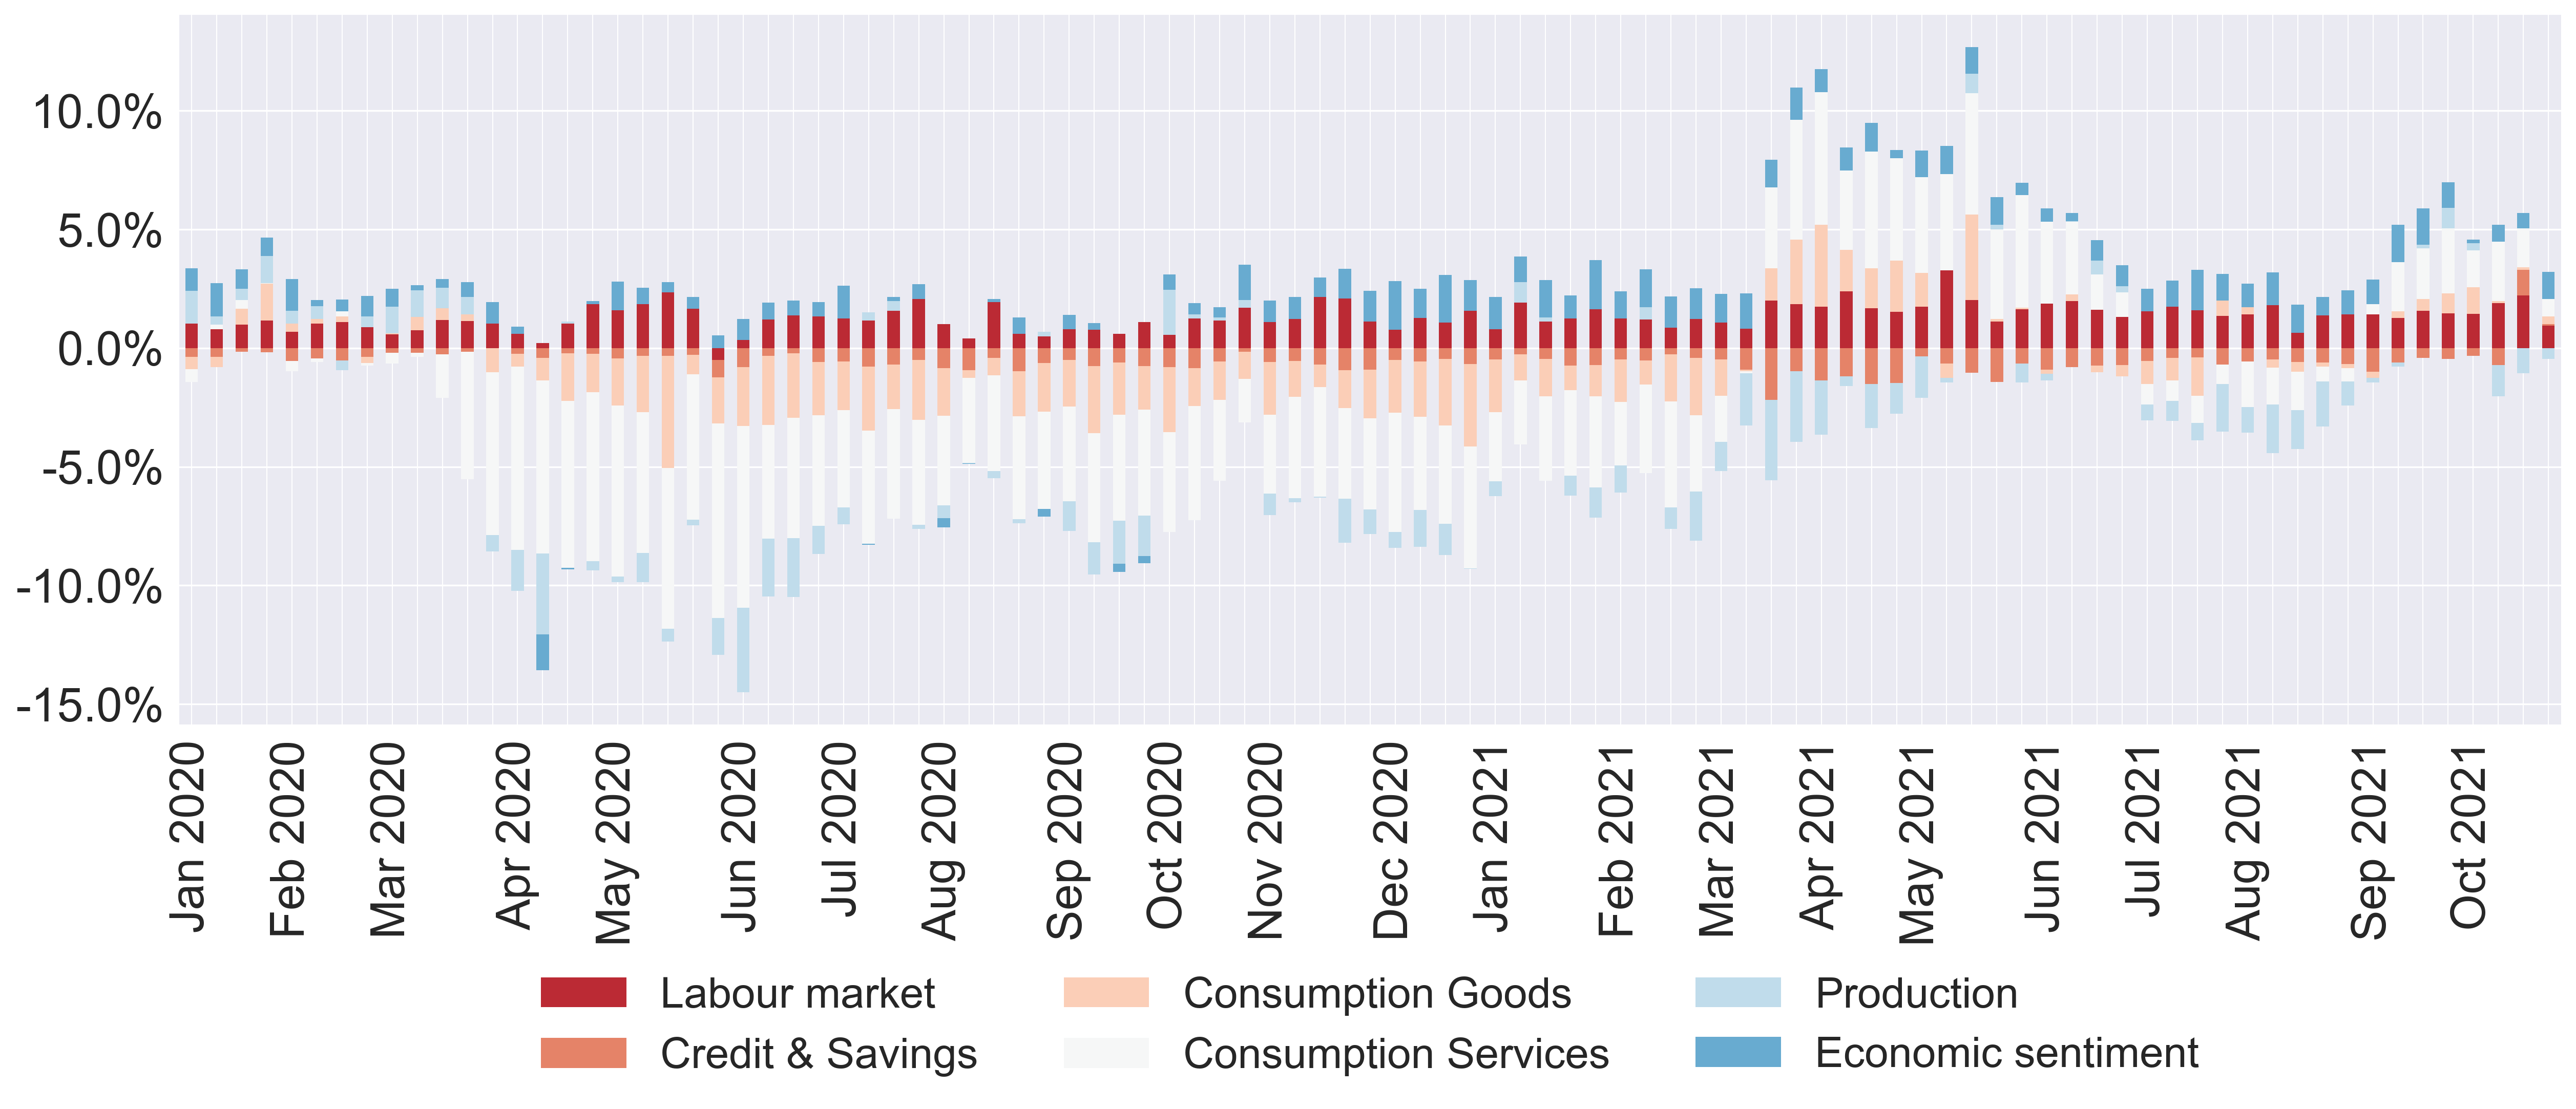 10.0%
5.0%
0.0%
-5.0%
-10.0%
-15.0%
Jan 2020
Feb 2020
Mar 2020
Apr 2020
May 2020
Jun 2020
Jul 2020
Aug 2020
Sep 2020
Oct 2020
Nov 2020
Dec 2020
Jan 2021
Feb 2021
Mar 2021
Apr 2021
May 2021
Jun 2021
Jul 2021
Aug 2021
Sep 2021
Oct 2021
Labour market
Consumption Goods
Production
Credit & Savings
Consumption Services
Economic sentiment